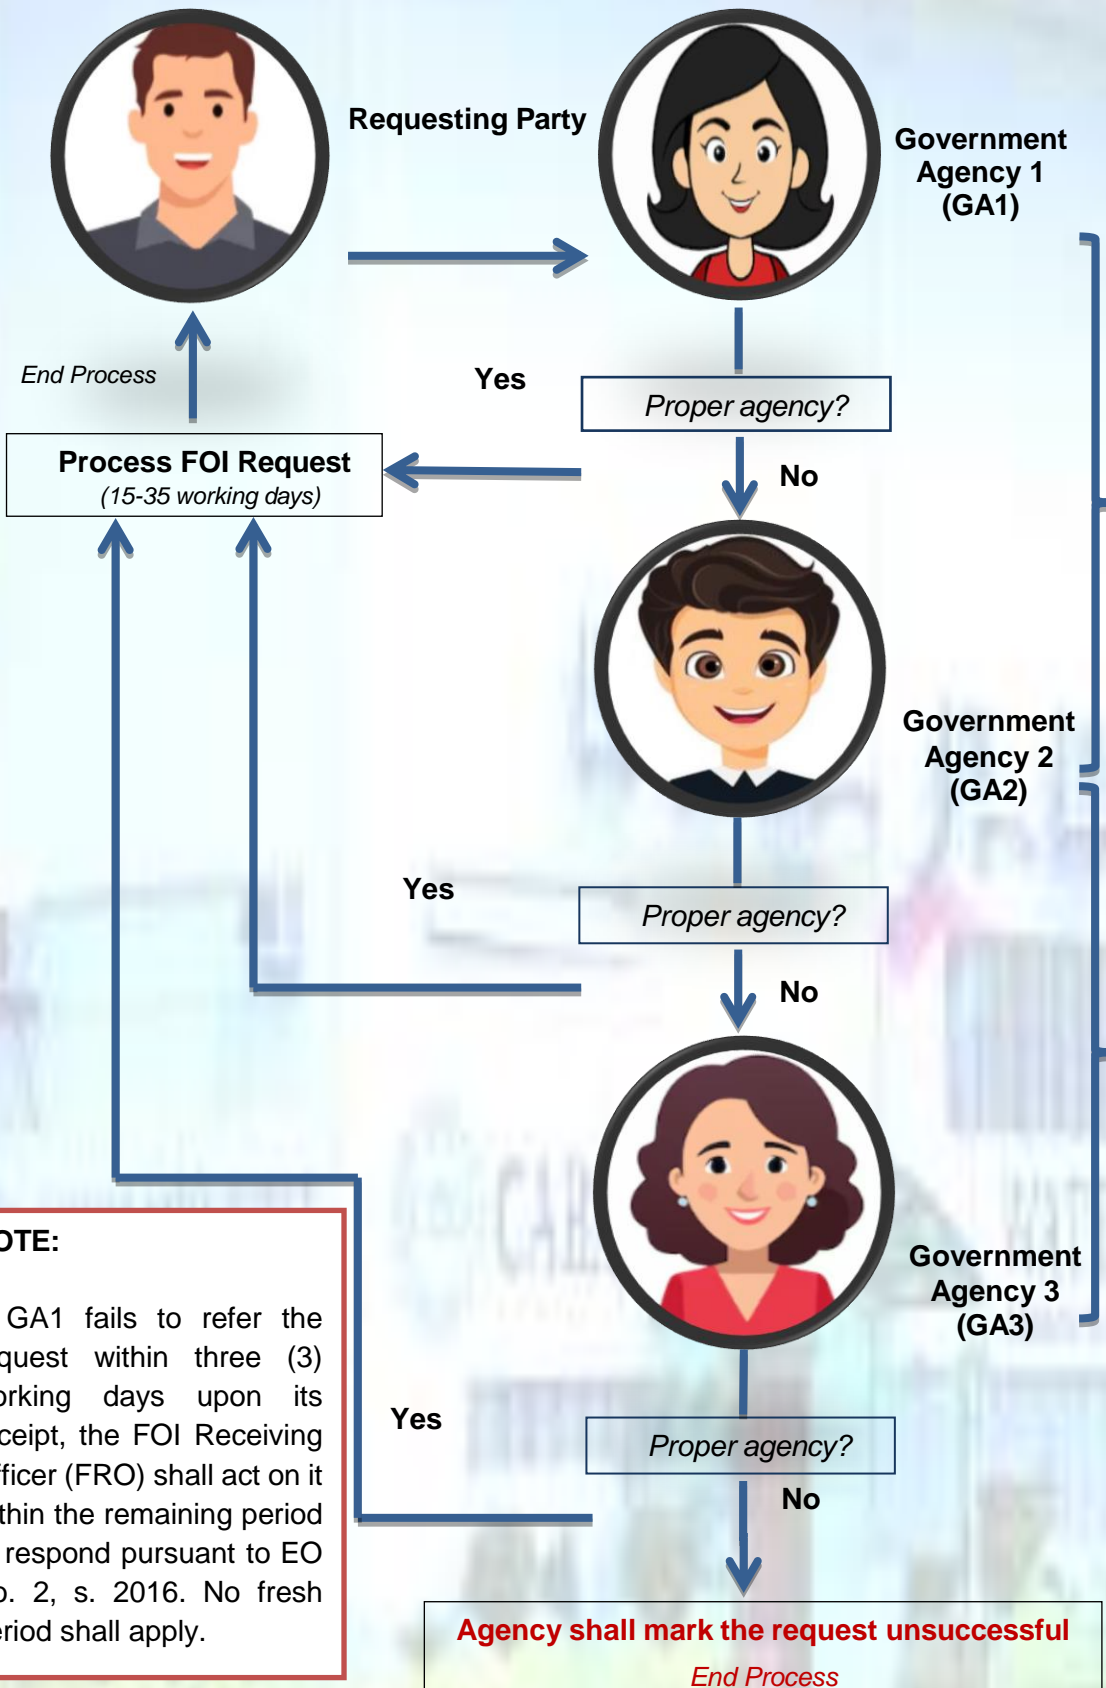 Requesting Party
Government
Agency 1
(GA1)
End Process
Yes
Proper agency?
Process FOI Request
(15-35 working days)
No
Government
Agency 2
(GA2)
Yes
Proper agency?
No
Government
Agency 3
(GA3)
OTE:
GA1 fails to refer the
quest within three (3)
orking days upon its
ceipt, the FOI Receiving
fficer (FRO) shall act on it
thin the remaining period
respond pursuant to EO
o. 2, s. 2016. No fresh
eriod shall apply.
Yes
Proper agency?
No
Agency shall mark the request unsuccessful
End Process